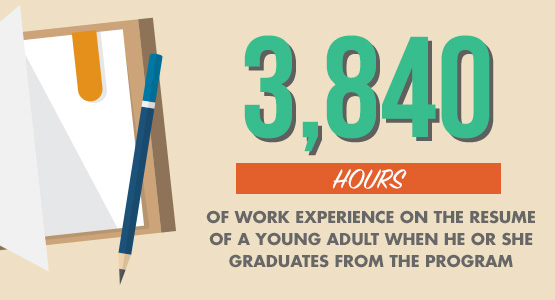 3,840
HOURS
OF WORK EXPERIENCE ON THE RESUME
OF A YOUNG ADULT WHEN HE OR SHE
GRADUATES FROM THE PROGRAM